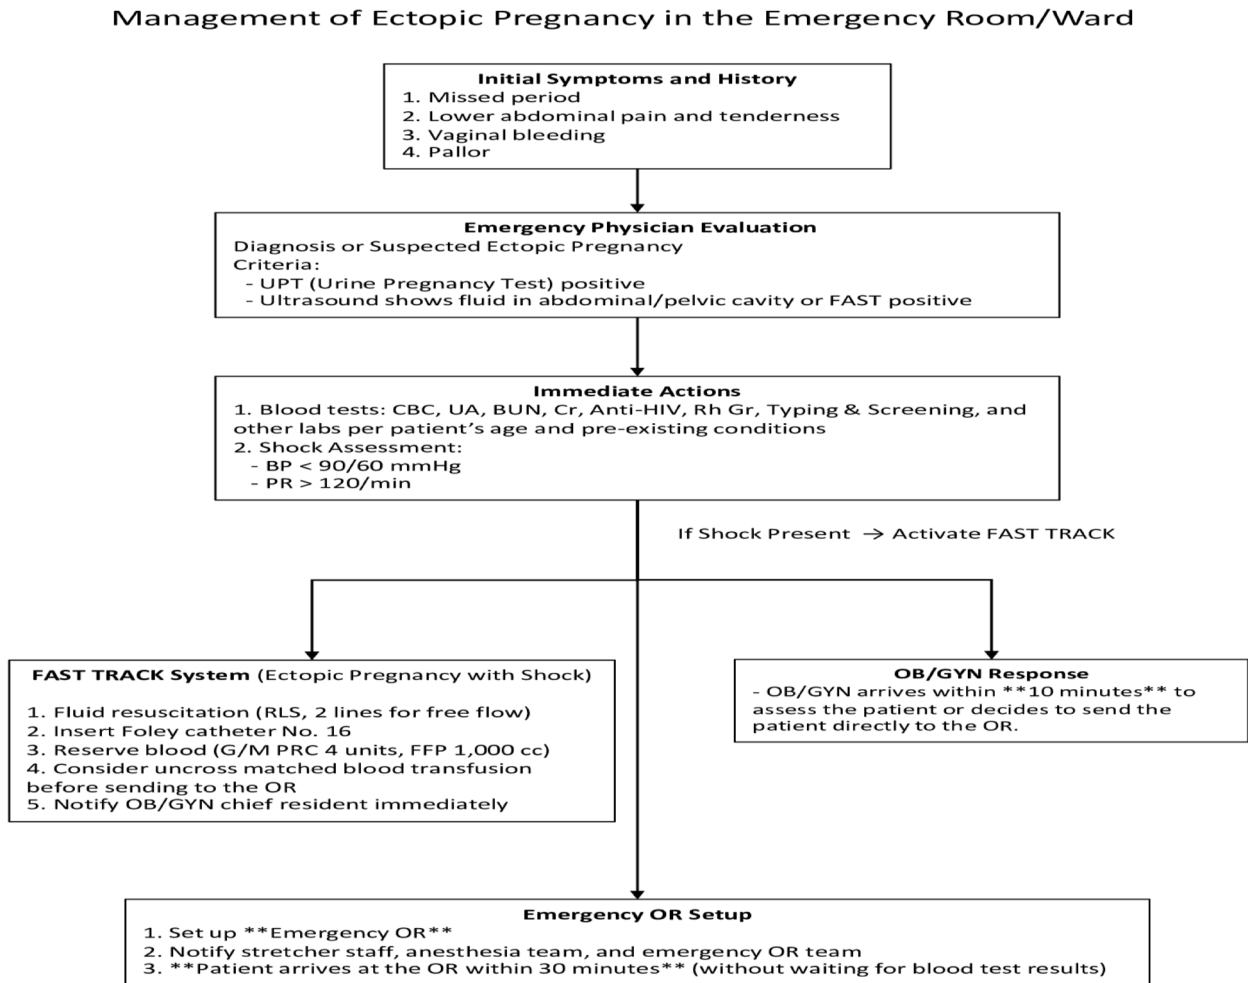 Management of Ectopic Pregnancy in the Emergency Room/Ward
Initial Symptoms and History
1. Missed period
2. Lower abdominal pain and tenderness
3. Vaginal bleeding
4. Pallor
Emergency Physician Evaluation
Diagnosis or Suspected Ectopic Pregnancy
Criteria:
- UPT (Urine Pregnancy Test) positive
- Ultrasound shows fluid in abdominal/pelvic cavity or FAST positive
Immediate Actions
1. Blood tests: CBC, UA, BUN, Cr, Anti-HIV, Rh Gr, Typing & Screening, and
other labs per patient's age and pre-existing conditions
2. Shock Assessment:
- BP < 90/60 mmHg
- PR > 120/min
If Shock Present → Activate FAST TRACK
FAST TRACK System (Ectopic Pregnancy with Shock)
1. Fluid resuscitation (RLS, 2 lines for free flow)
2. Insert Foley catheter No. 16
3. Reserve blood (G/M PRC 4 units, FFP 1,000 cc)
4. Consider uncross matched blood transfusion
before sending to the OR
5. Notify OB/GYN chief resident immediately
OB/GYN Response
- OB/GYN arrives within **10 minutes** to
assess the patient or decides to send the
patient directly to the OR.
Emergency OR Setup
1. Set up **Emergency OR**
2. Notify stretcher staff, anesthesia team, and emergency OR team
3. **Patient arrives at the OR within 30 minutes** (without waiting for blood test results)